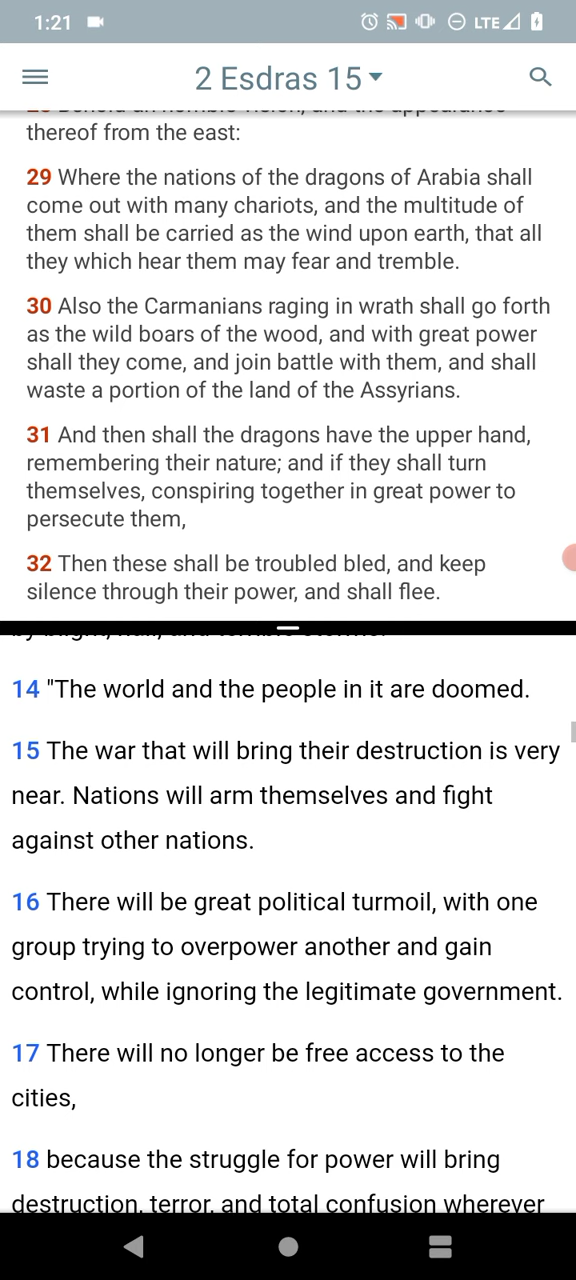 1:21
LTE
2 Esdras 15
thereof from the east:
29 Where the nations of the dragons of Arabia shall
come out with many chariots, and the multitude of
them shall be carried as the wind upon earth, that all
they which hear them may fear and tremble.
30 Also the Carmanians raging in wrath shall go forth
as the wild boars of the wood, and with great power
shall they come, and join battle with them, and shall
waste a portion of the land of the Assyrians.
31 And then shall the dragons have the upper hand,
remembering their nature; and if they shall turn
themselves, conspiring together in great power to
persecute them,
32 Then these shall be troubled bled, and keep
silence through their power, and shall flee.
14 "The world and the people in it are doomed.
15 The war that will bring their destruction is very
near. Nations will arm themselves and fight
against other nations.
16 There will be great political turmoil, with one
group trying to overpower another and gain
control, while ignoring the legitimate government.
17 There will no longer be free access to the
cities,
18 because the struggle for power will bring
destruction, terror, and total confusion wherever